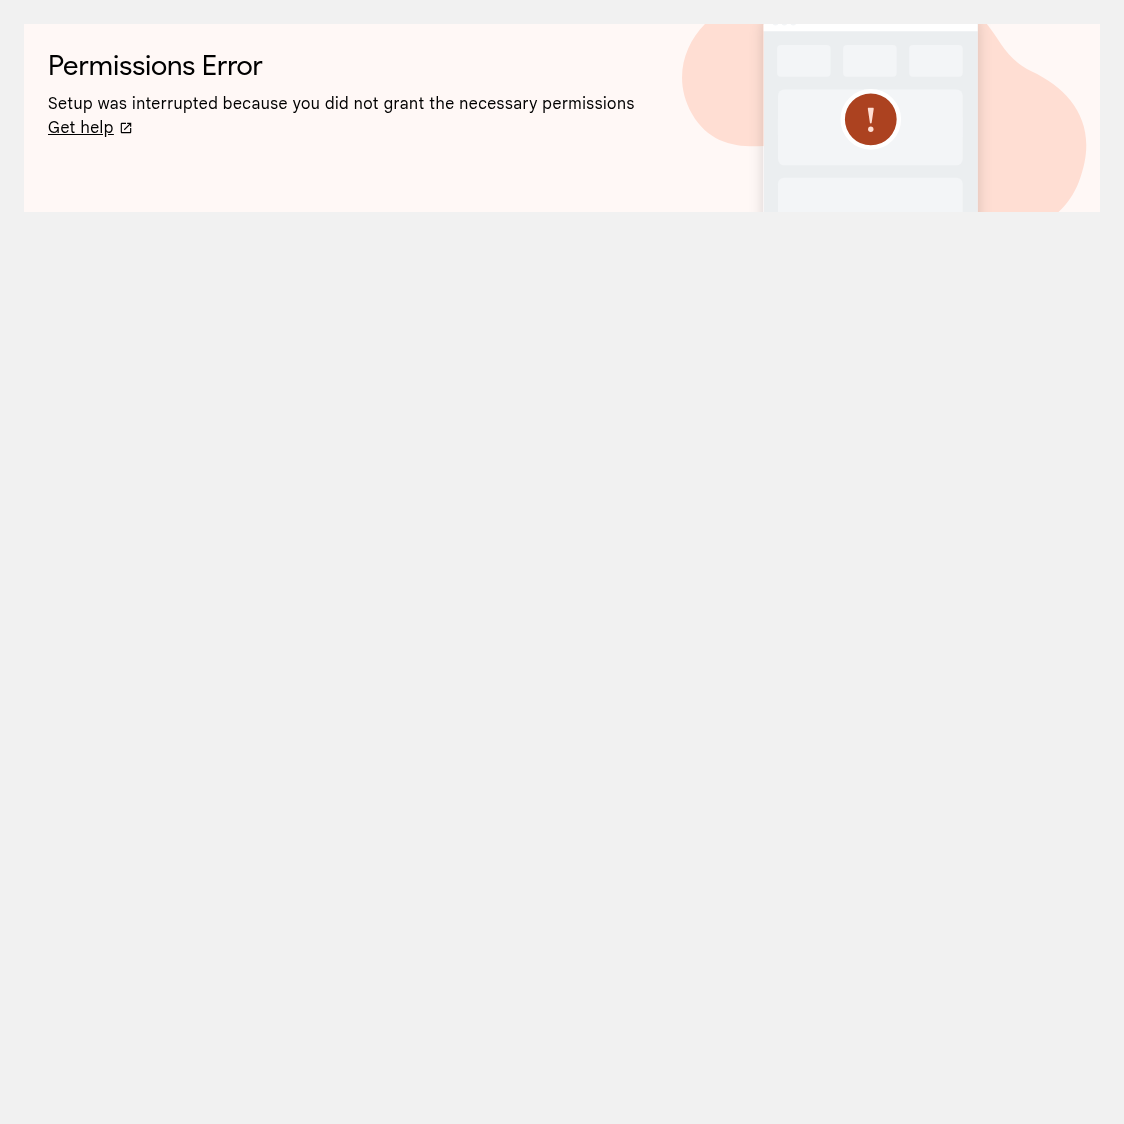 Permissions Error
Setup was interrupted because you did not grant the necessary permissions
Get help
!